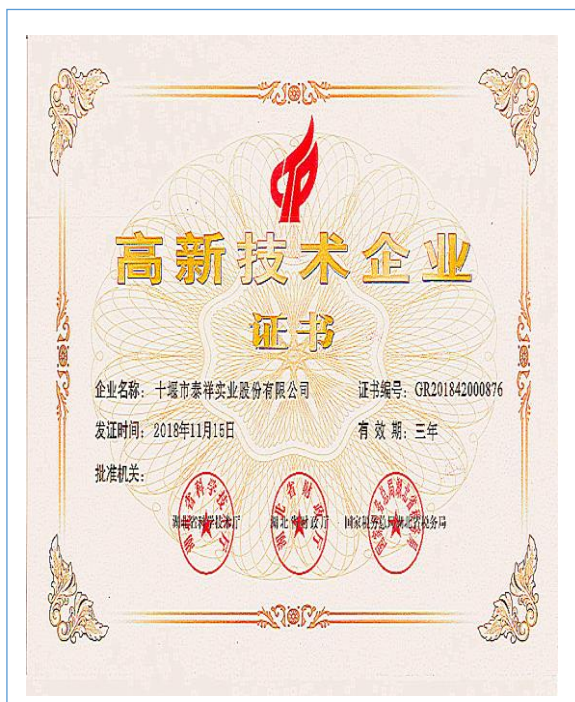 高新技术企业
证书
企业名称：十堰市泰祥实业股份有限公司 证书编号：GR201842000876
发证时间：2018年11月15日 有 效 期：三年
批准机关：
湖北省科学技术厅 湖北省财政厅 国家税务总局湖北省税务局